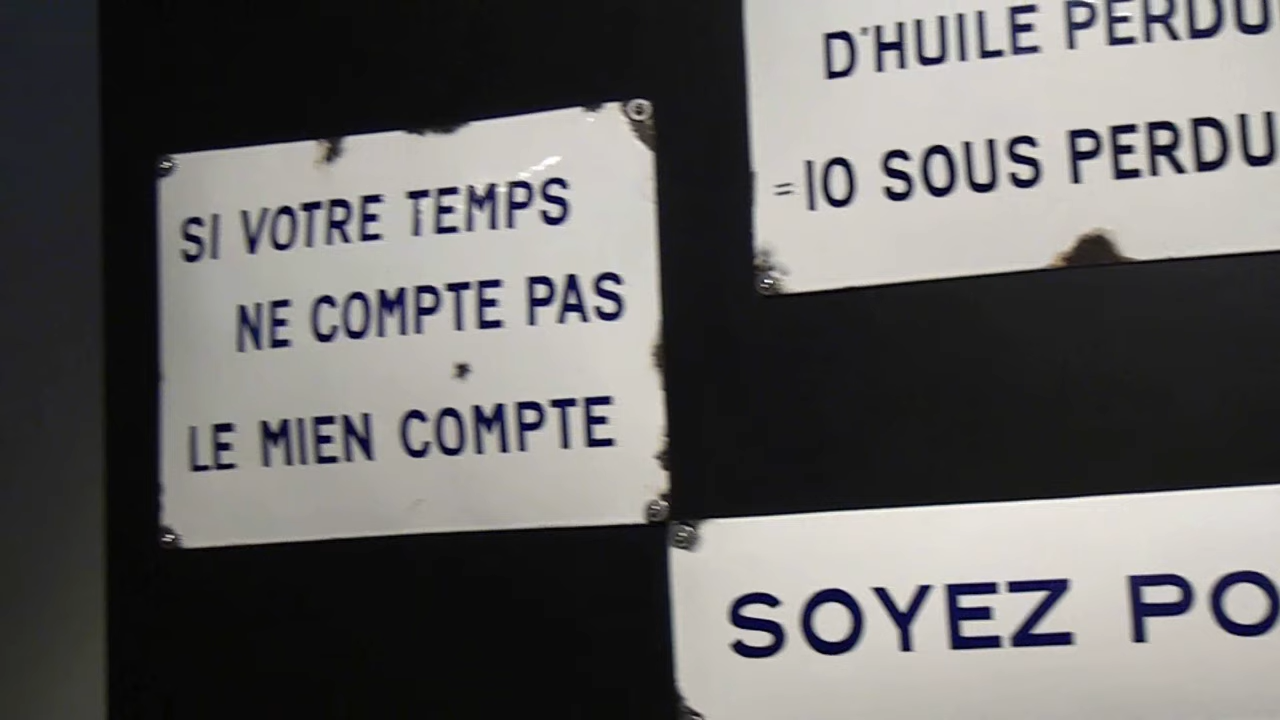 SI VOTRE TEMPS
NE COMPTE PAS
LE MIEN COMPTE
D'HUILE PERDU
=10 SOUS PERDU
SOYEZ PO